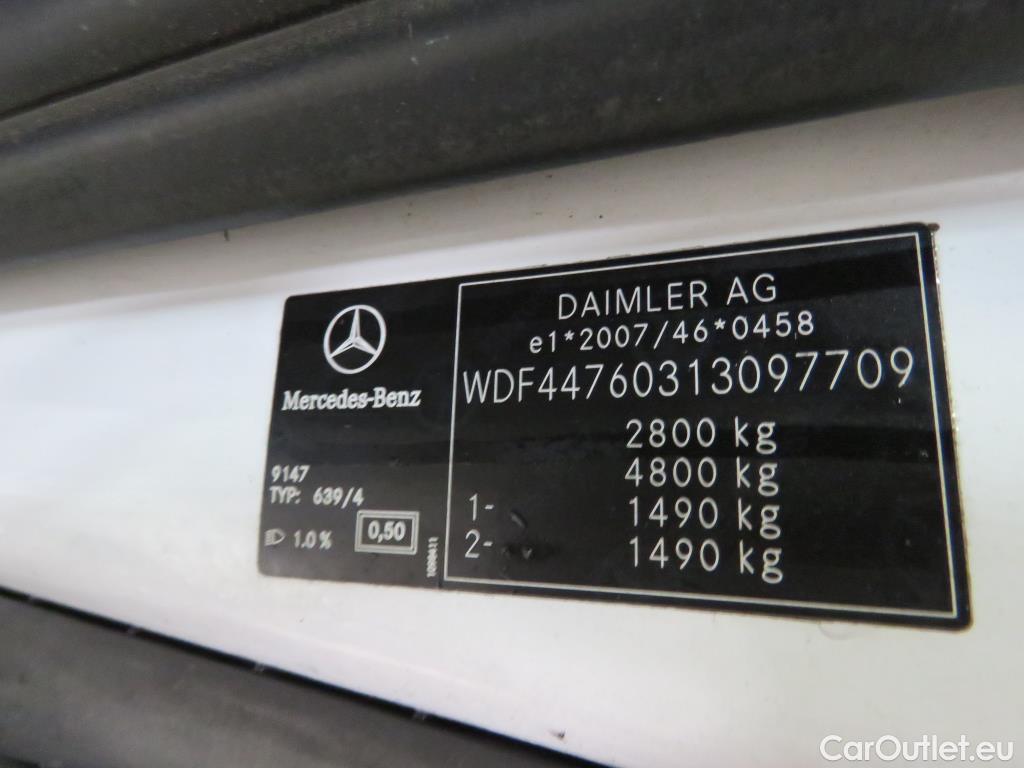 Mercedes-Benz
9147
TYP: 639/4
1.0 %
0,50
1098411
DAIMLER AG
e1*2007/46*0458
WDF44760313097709
2800 kg
4800 kg
1- 1490 kg
2- 1490 kg
CarOutlet.eu